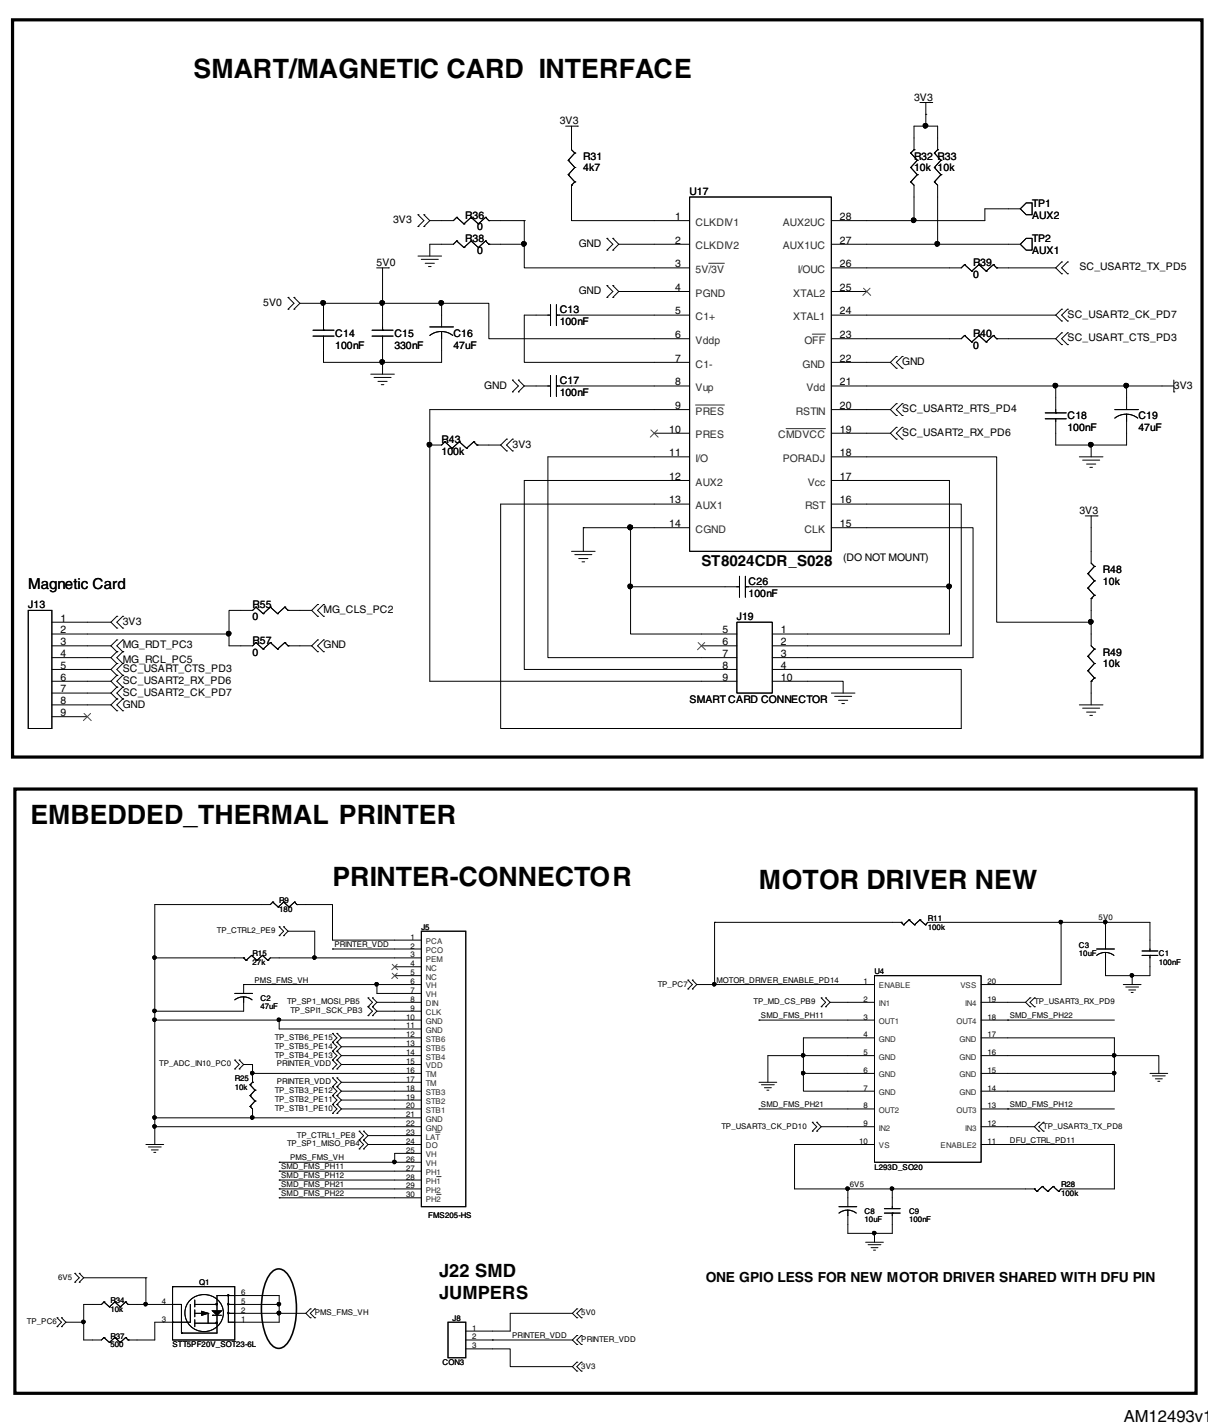 SMART/MAGNETIC CARD INTERFACE
3V3
R31
4k7
3V3
R32
10k
R33
10k
U17
TP1
AUX2
TP2
AUX1
3V3
R36
0
R38
0
GND
GND
5V0
5V0
C14
100nF
C15
330nF
C16
47uF
C13
100nF
GND
C17
100nF
R43
100k
3V3
1 CLKDIV1
2 CLKDIV2
3 5V/3V
4 PGND
5 C1+
6 Vddp
7 C1-
8 Vup
9 PRES
10 PRES
11 I/O
12 AUX2
13 AUX1
14 CGND
AUX2UC 28
AUX1UC 27
I/OUC 26
XTAL2 25
XTAL1 24
OFF 23
GND 22
Vdd 21
RSTIN 20
CMDVCC 19
PORADJ 18
Vcc 17
RST 16
CLK 15
R39
0
SC_USART2_TX_PD5
SC_USART2_CK_PD7
R40
0
SC_USART_CTS_PD3
GND
3V3
SC_USART2_RTS_PD4
SC_USART2_RX_PD6
C18
100nF
C19
47uF
ST8024CDR_S028
(DO NOT MOUNT)
C26
100nF
3V3
R48
10k
R49
10k
J19
5 1
6 2
7 3
8 4
9 10
SMART CARD CONNECTOR
Magnetic Card
J13
1 3V3
2
3 MG_RDT_PC3
4 MG_RCL_PC5
5 SC_USART_CTS_PD3
6 SC_USART2_RX_PD6
7 SC_USART2_CK_PD7
8 GND
9
R55
0
MG_CLS_PC2
R57
0
GND
EMBEDDED_THERMAL PRINTER
PRINTER-CONNECTOR
MOTOR DRIVER NEW
R9
180
TP_CTRL2_PE9
PRINTER_VDD
R15
27k
PMS_FMS_VH
C2
47uF
TP_SP1_MOSI_PB5
TP_SPI1_SCK_PB3
TP_STB6_PE15
TP_STB5_PE14
TP_STB4_PE13
PRINTER_VDD
TP_ADC_IN10_PC0
R25
10k
PRINTER_VDD
TP_STB3_PE12
TP_STB2_PE11
TP_STB1_PE10
TP_CTRL1_PE8
TP_SP1_MISO_PB4
PMS_FMS_VH
SMD_FMS_PH11
SMD_FMS_PH12
SMD_FMS_PH21
SMD_FMS_PH22
J5
1 PCA
2 PCO
3 PEM
4 NC
5 NC
6 VH
7 VH
8 DIN
9 CLK
10 GND
11 GND
12 STB6
13 STB5
14 STB4
15 VDD
16 TM
17 TM
18 STB3
19 STB2
20 STB1
21 GND
22 GND
23 LAT
24 DO
25 VH
26 VH
27 PH1
28 PH1
29 PH2
30 PH2
FMS205-HS
R11
100k
5V0
C3
10uF
C1
100nF
U4
TP_PC7
MOTOR_DRIVER_ENABLE_PD14
TP_MD_CS_PB9
SMD_FMS_PH11
SMD_FMS_PH21
TP_USART3_CK_PD10
1 ENABLE
2 IN1
3 OUT1
4 GND
5 GND
6 GND
7 GND
8 OUT2
9 IN2
10 VS
VSS 20
IN4 19
OUT4 18
GND 17
GND 16
GND 15
GND 14
OUT3 13
IN3 12
ENABLE2 11
TP_USART3_RX_PD9
SMD_FMS_PH22
SMD_FMS_PH12
TP_USART3_TX_PD8
DFU_CTRL_PD11
L293D_SO20
6V5
C8
10uF
C9
100nF
R28
100k
ONE GPIO LESS FOR NEW MOTOR DRIVER SHARED WITH DFU PIN
6V5
R34
10k
TP_PC6
R37
500
Q1
4
3
6
5
2
1
STT5PF20V_SOT23-6L
PMS_FMS_VH
J22 SMD
JUMPERS
J8
1
2
3
CON3
5V0
PRINTER_VDD
PRINTER_VDD
3V3
AM12493v1